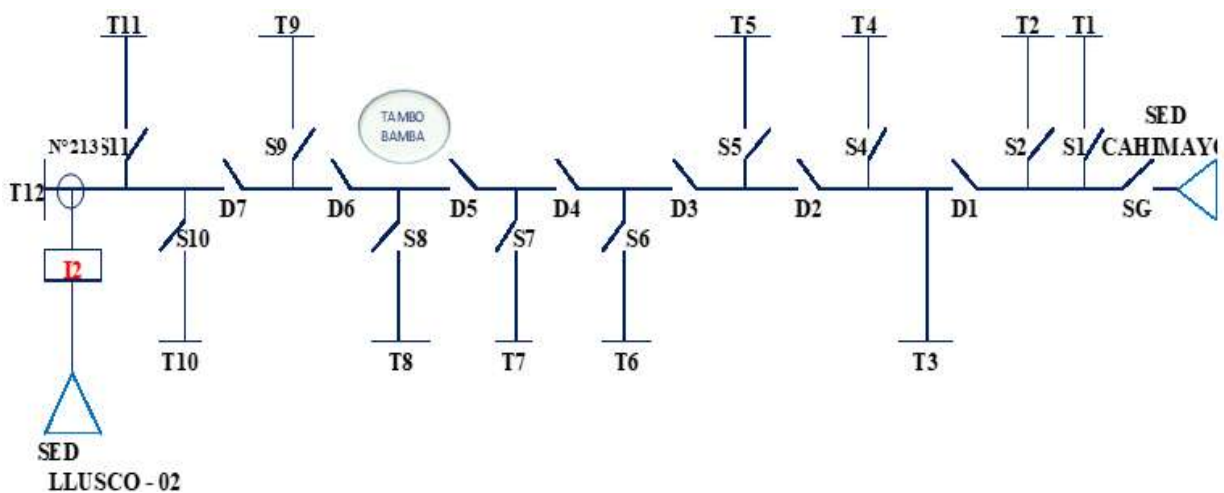 T11 T9 T5 T4 T2 T1
TAMBO
BAMBA
SED
N°213 S11 S9 S5 S4 S2 S1 CAHIMAYO
T12 D7 D6 D5 D4 D3 D2 D1 SG
S10 S8 S7 S6
I2
T10 T8 T7 T6 T3
SED
LLUSCO - 02